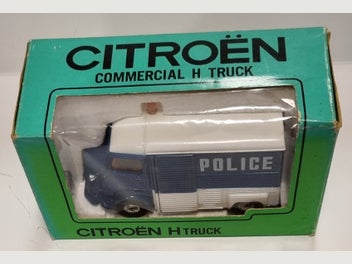 CITROËN
COMMERCIAL H TRUCK
POLICE
CITROËN H TRUCK